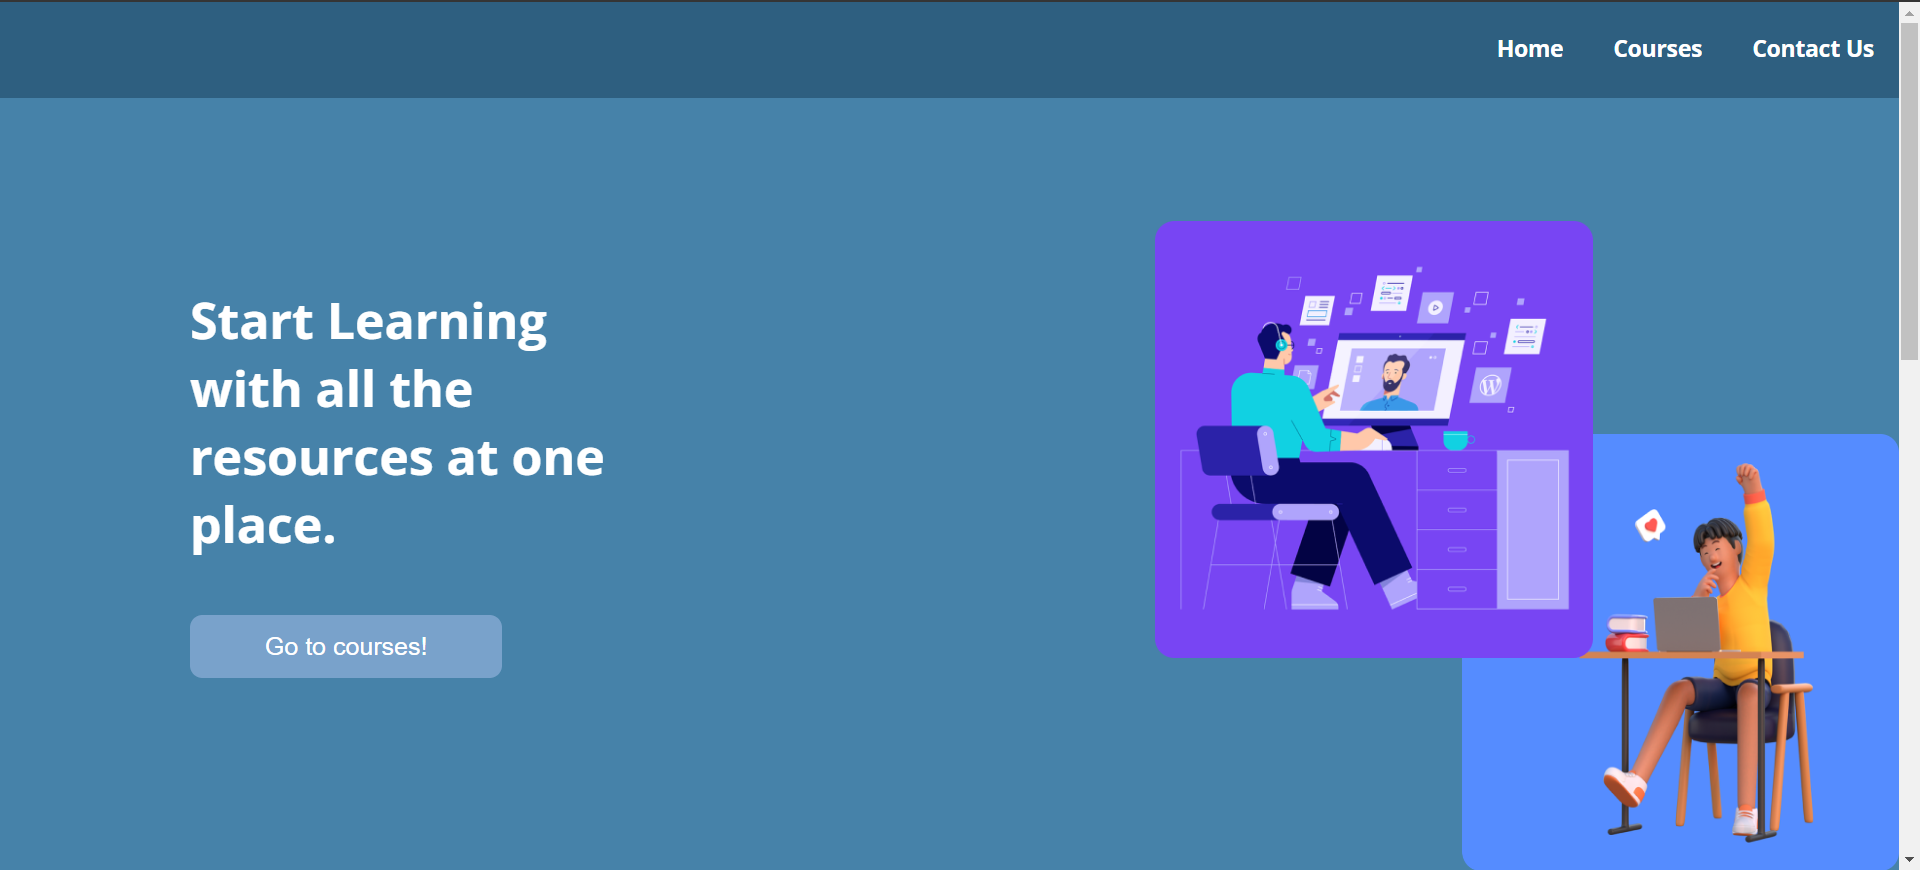 Home
Courses
Contact Us
Start Learning
with all the
resources at one
place.
Go to courses!